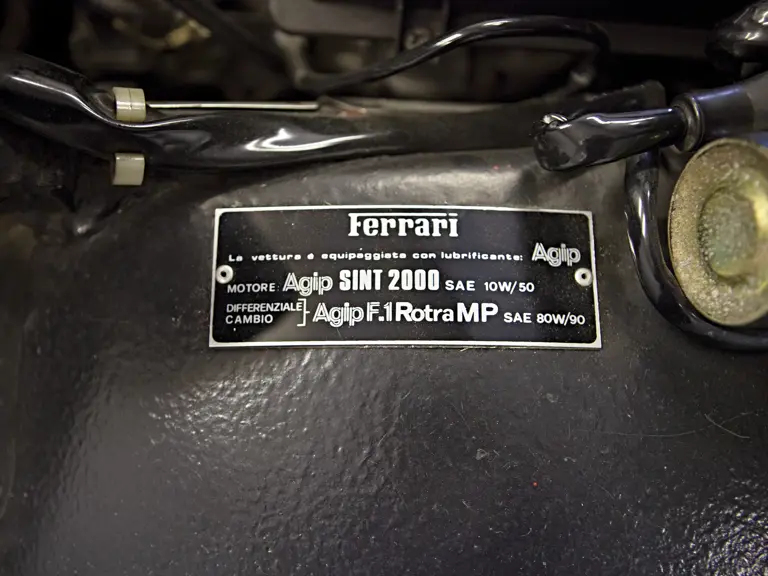 Ferrari
La vettura é equipaggiata con lubrificante: Agip
MOTORE: Agip SINT 2000 SAE 10W/50
DIFFERENZIALE
CAMBIO ] Agip F.1 Rotra MP SAE 80W/90